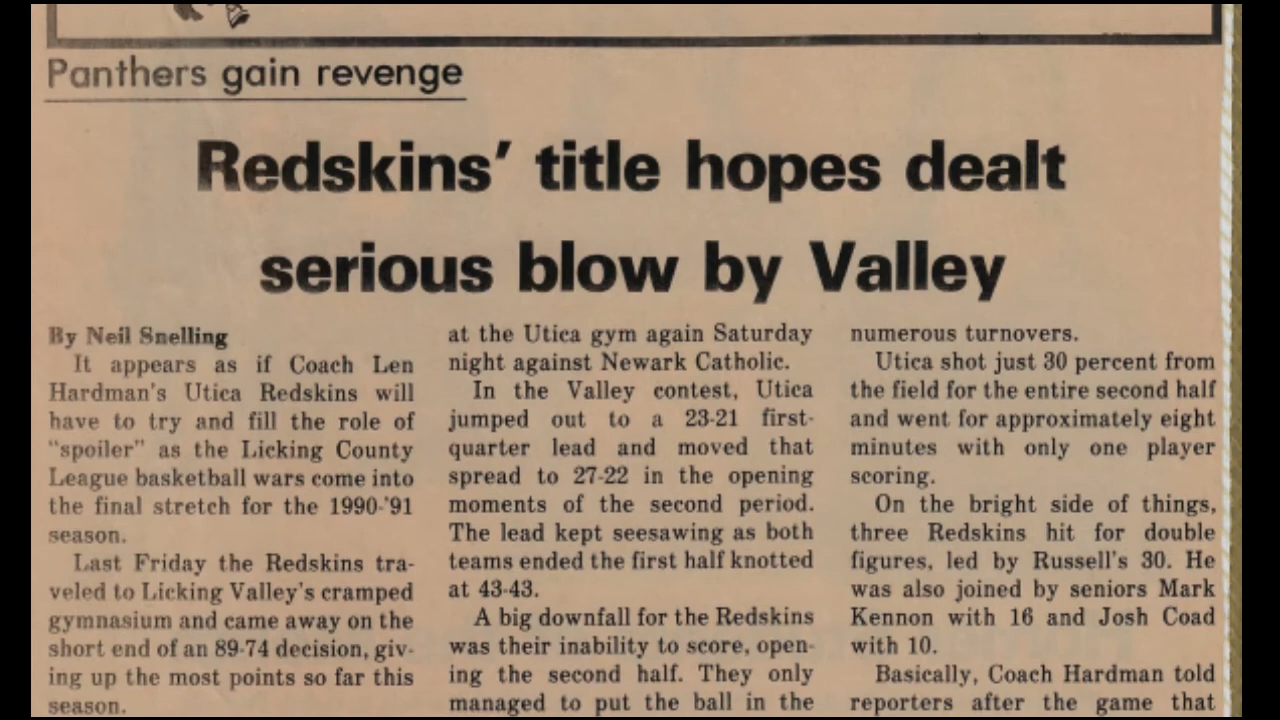 Panthers gain revenge
Redskins' title hopes dealt
serious blow by Valley
By Neil Snelling
It appears as if Coach Len
Hardman's Utica Redskins will
have to try and fill the role of
"spoiler" as the Licking County
League basketball wars come into
the final stretch for the 1990-'91
season.
Last Friday the Redskins tra-
veled to Licking Valley's cramped
gymnasium and came away on the
short end of an 89-74 decision, giv-
ing up the most points so far this
season.
at the Utica gym again Saturday
night against Newark Catholic.
In the Valley contest, Utica
jumped out to a 23-21 first-
quarter lead and moved that
spread to 27-22 in the opening
moments of the second period.
The lead kept seesawing as both
teams ended the first half knotted
at 43-43.
A big downfall for the Redskins
was their inability to score, open-
ing the second half. They only
managed to put the ball in the
numerous turnovers.
Utica shot just 30 percent from
the field for the entire second half
and went for approximately eight
minutes with only one player
scoring.
On the bright side of things,
three Redskins hit for double
figures, led by Russell's 30. He
was also joined by seniors Mark
Kennon with 16 and Josh Coad
with 10.
Basically, Coach Hardman told
reporters after the game that